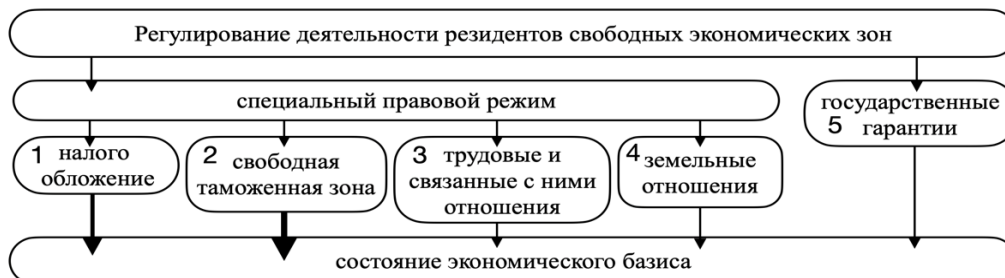 Регулирование деятельности резидентов свободных экономических зон
специальный правовой режим
государственные
5 гарантии
1 налого
обложение
2 свободная
таможенная зона
3 трудовые и
связанные с ними
отношения
4 земельные
отношения
состояние экономического базиса